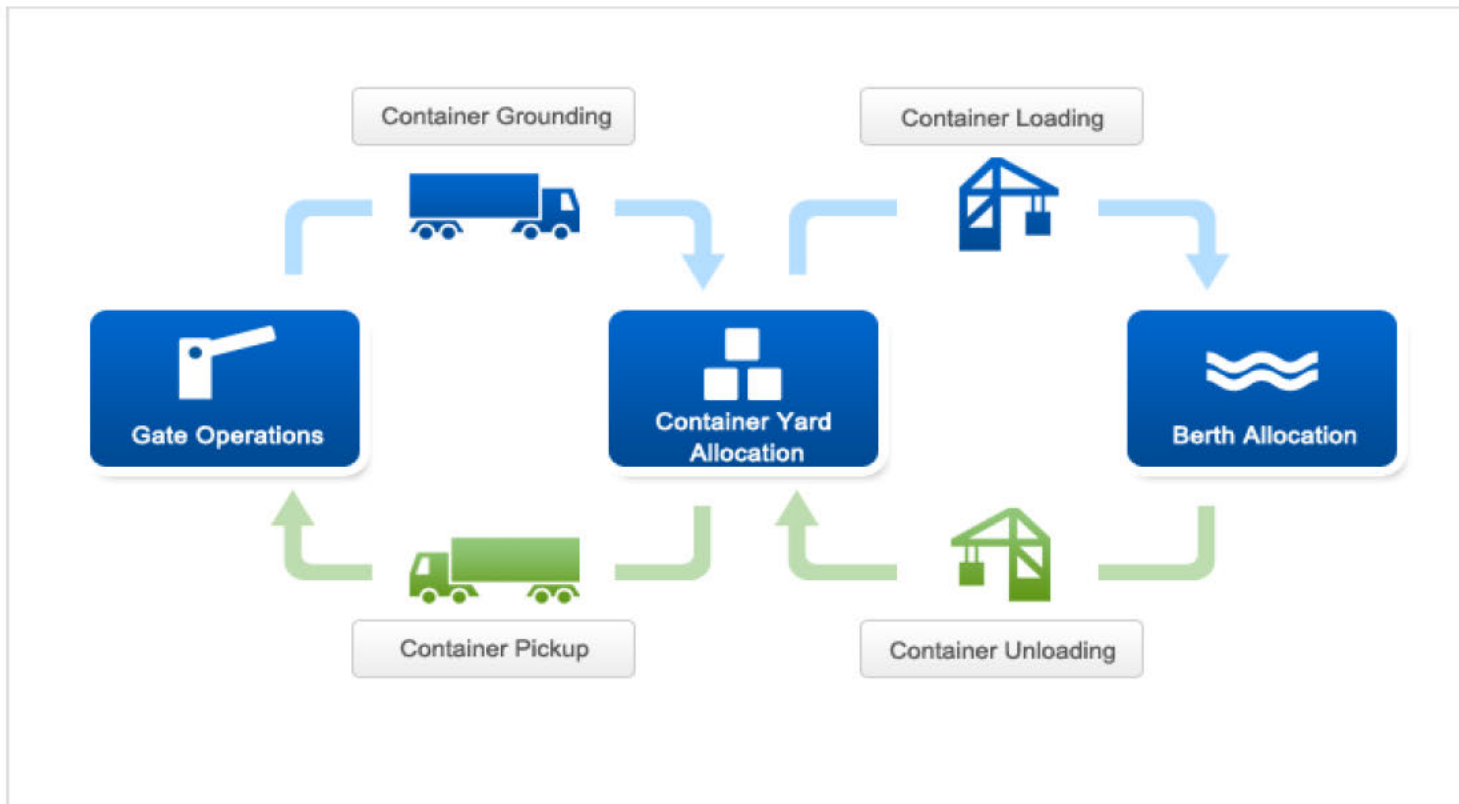 Container Grounding
Container Loading
Gate Operations
Container Yard
Allocation
Berth Allocation
Container Pickup
Container Unloading